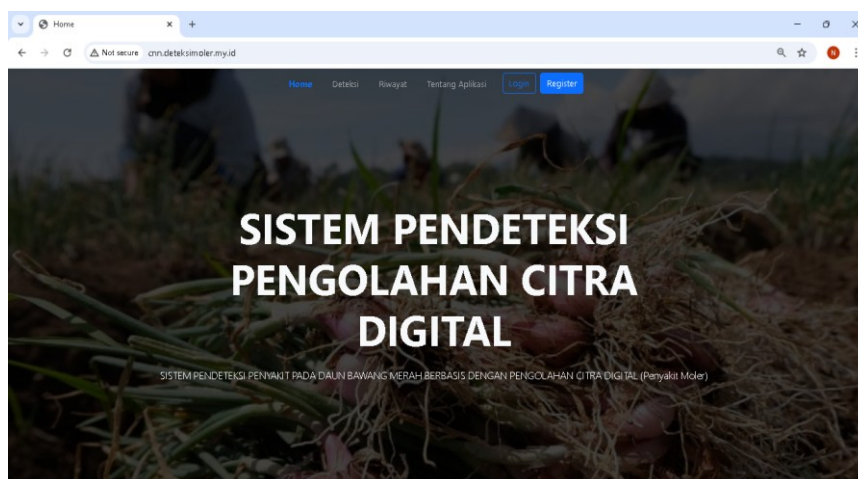 Home
Not secure cnn.deteksimoler.my.id
N
Home Deteksi Riwayat Tentang Aplikasi Login Register
SISTEM PENDETEKSI
PENGOLAHAN CITRA
DIGITAL
SISTEM PENDETEKSI PENYAKIT PADA DAUN BAWANG MERAH BERBASIS DENGAN PENGOLAHAN CITRA DIGITAL (Penyakit Moler)